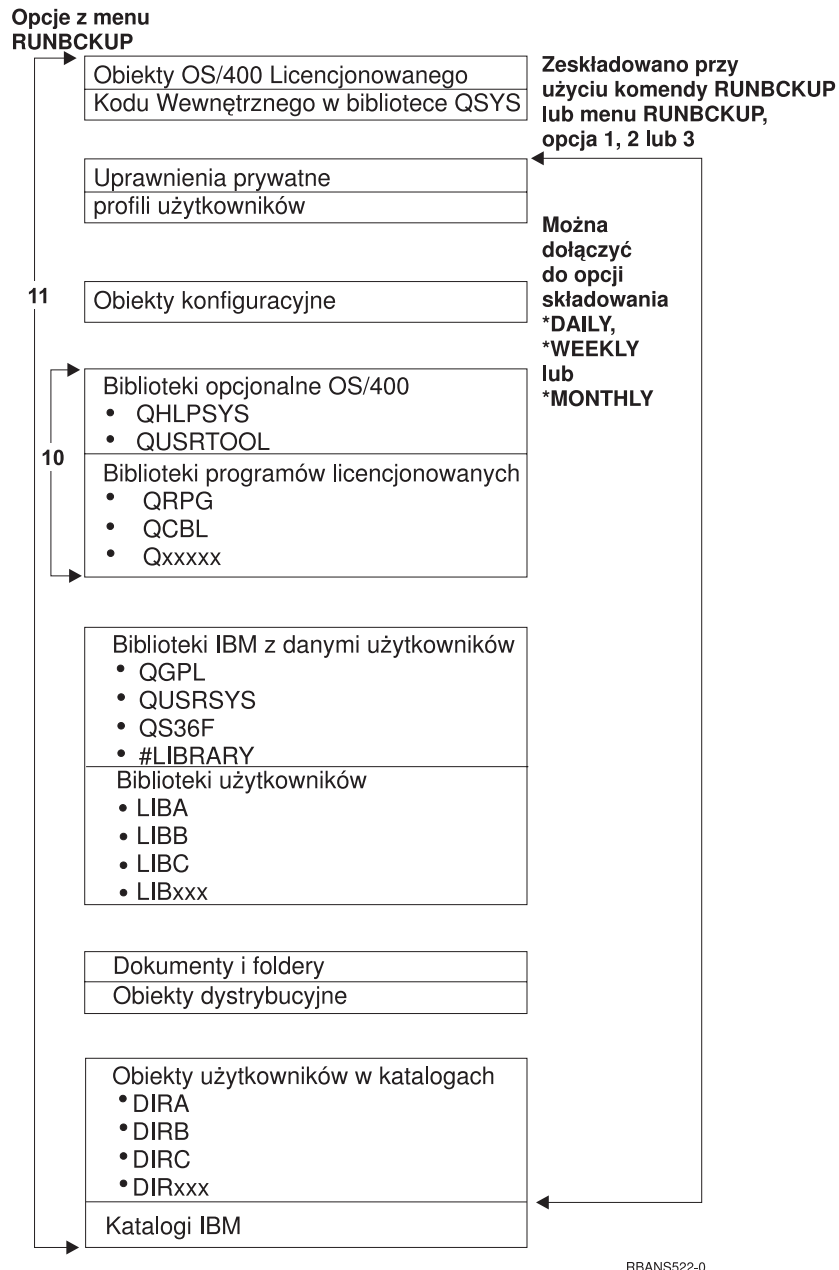 Opcje z menu
RUNBCKUP
Obiekty OS/400 Licencjonowanego
Kodu Wewnętrznego w bibliotece QSYS
Zeskładowano przy
użyciu komendy RUNBCKUP
lub menu RUNBCKUP,
opcja 1, 2 lub 3
Uprawnienia prywatne
profili użytkowników
Można
dołączyć
do opcji
składowania
*DAILY,
*WEEKLY
lub
*MONTHLY
11
Obiekty konfiguracyjne
Biblioteki opcjonalne OS/400
• QHLPSYS
• QUSRTOOL
10
Biblioteki programów licencjonowanych
• QRPG
• QCBL
• Qxxxxx
Biblioteki IBM z danymi użytkowników
• QGPL
• QUSRSYS
• QS36F
• #LIBRARY
Biblioteki użytkowników
• LIBA
• LIBB
• LIBC
• LIBxxx
Dokumenty i foldery
Obiekty dystrybucyjne
Obiekty użytkowników w katalogach
• DIRA
• DIRB
• DIRC
• DIRxxx
Katalogi IBM
RBANS522-0